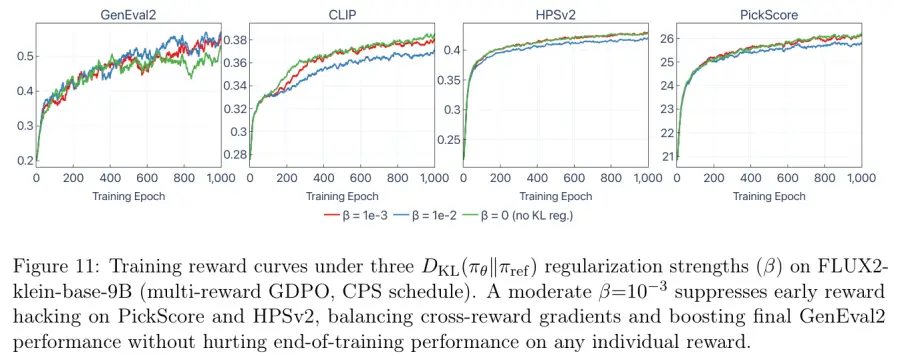 GenEval2 CLIP HPSv2 PickScore
0.5 0.38 0.4 26
0.4 0.36 0.35 25
0.3 0.34 0.3 24
0.2 0.32 0.25 23
0.3 22
0.28 21
0 200 400 600 800 1,000 0 200 400 600 800 1,000 0 200 400 600 800 1,000 0 200 400 600 800 1,000
Training Epoch Training Epoch Training Epoch Training Epoch
β = 1e-3 β = 1e-2 β = 0 (no KL reg.)
Figure 11: Training reward curves under three D_KL(π_θ‖π_ref) regularization strengths (β) on FLUX2-
klein-base-9B (multi-reward GDPO, CPS schedule). A moderate β=10⁻³ suppresses early reward
hacking on PickScore and HPSv2, balancing cross-reward gradients and boosting final GenEval2
performance without hurting end-of-training performance on any individual reward.